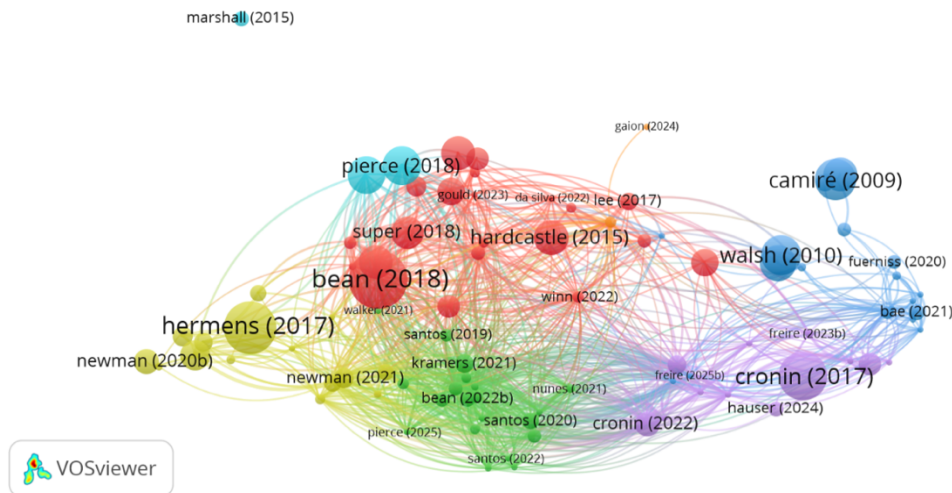 marshall (2015)
gaion (2024)
pierce (2018)
camiré (2009)
gould (2023)
da silva (2022)
lee (2017)
super (2018)
hardcastle (2015)
walsh (2010)
fuerniss (2020)
bean (2018)
winn (2022)
walker (2021)
bae (2021)
hermens (2017)
santos (2019)
freire (2023b)
newman (2020b)
kramers (2021)
newman (2021)
freire (2025b)
cronin (2017)
nunes (2021)
bean (2022b)
hauser (2024)
santos (2020)
cronin (2022)
pierce (2025)
santos (2022)
VOSviewer